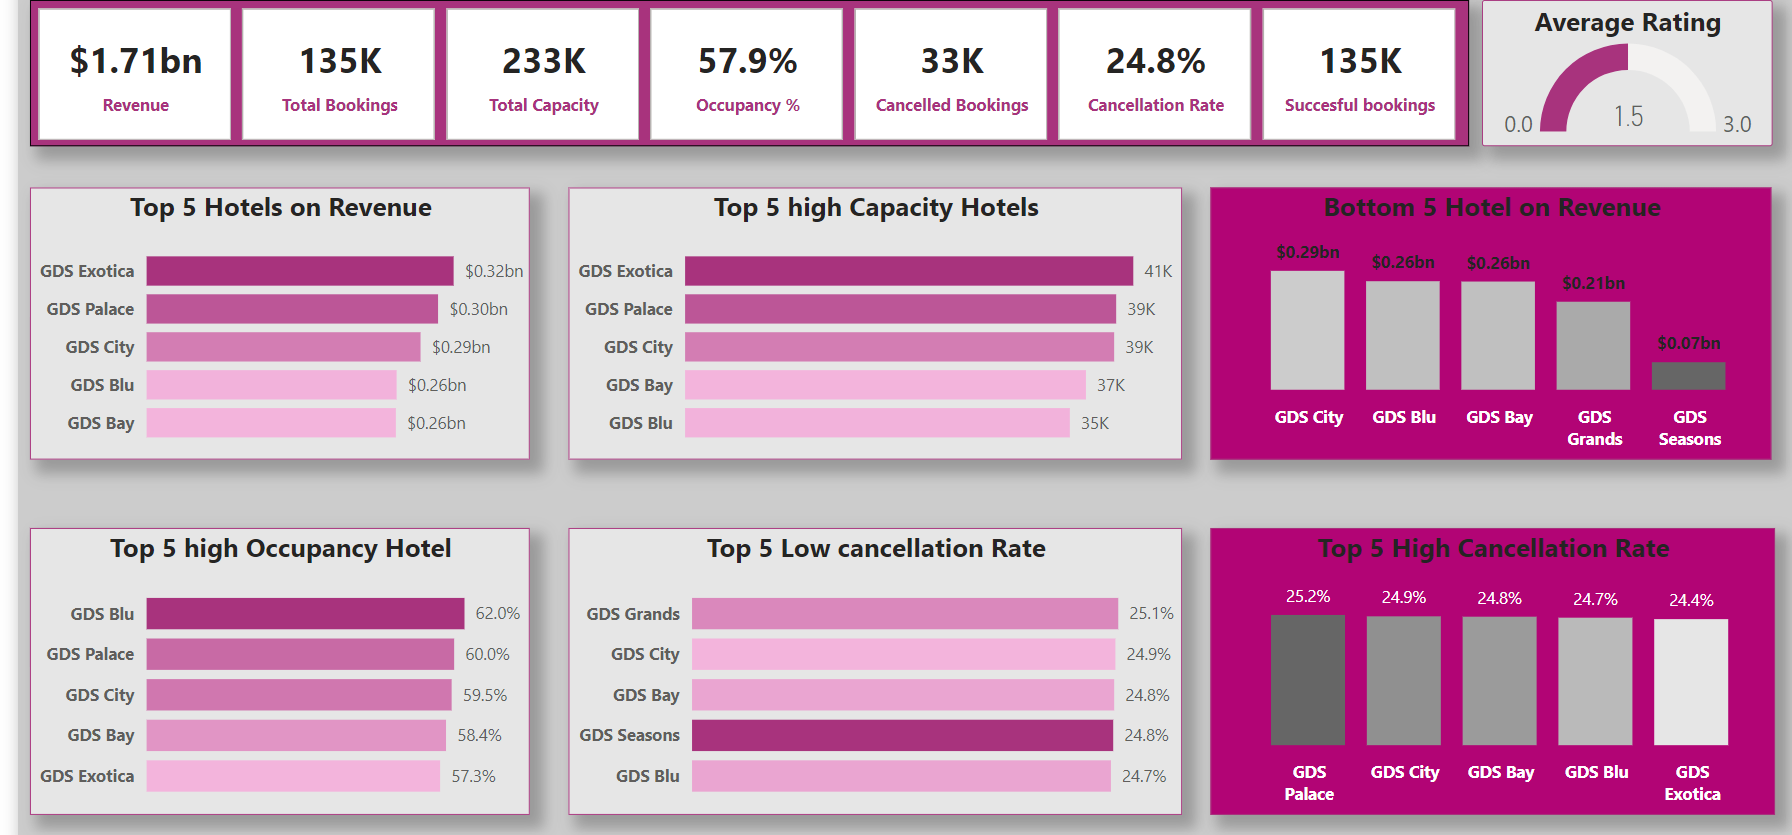 $1.71bn
Revenue
135K
Total Bookings
233K
Total Capacity
57.9%
Occupancy %
33K
Cancelled Bookings
24.8%
Cancellation Rate
135K
Succesful bookings
Average Rating
0.0
1.5
3.0
Top 5 Hotels on Revenue
GDS Exotica $0.32bn
GDS Palace $0.30bn
GDS City $0.29bn
GDS Blu $0.26bn
GDS Bay $0.26bn
Top 5 high Capacity Hotels
GDS Exotica 41K
GDS Palace 39K
GDS City 39K
GDS Bay 37K
GDS Blu 35K
Bottom 5 Hotel on Revenue
$0.29bn
$0.26bn
$0.26bn
$0.21bn
$0.07bn
GDS City
GDS Blu
GDS Bay
GDS
Grands
GDS
Seasons
Top 5 high Occupancy Hotel
GDS Blu 62.0%
GDS Palace 60.0%
GDS City 59.5%
GDS Bay 58.4%
GDS Exotica 57.3%
Top 5 Low cancellation Rate
GDS Grands 25.1%
GDS City 24.9%
GDS Bay 24.8%
GDS Seasons 24.8%
GDS Blu 24.7%
Top 5 High Cancellation Rate
25.2%
24.9%
24.8%
24.7%
24.4%
GDS
Palace
GDS City
GDS Bay
GDS Blu
GDS
Exotica